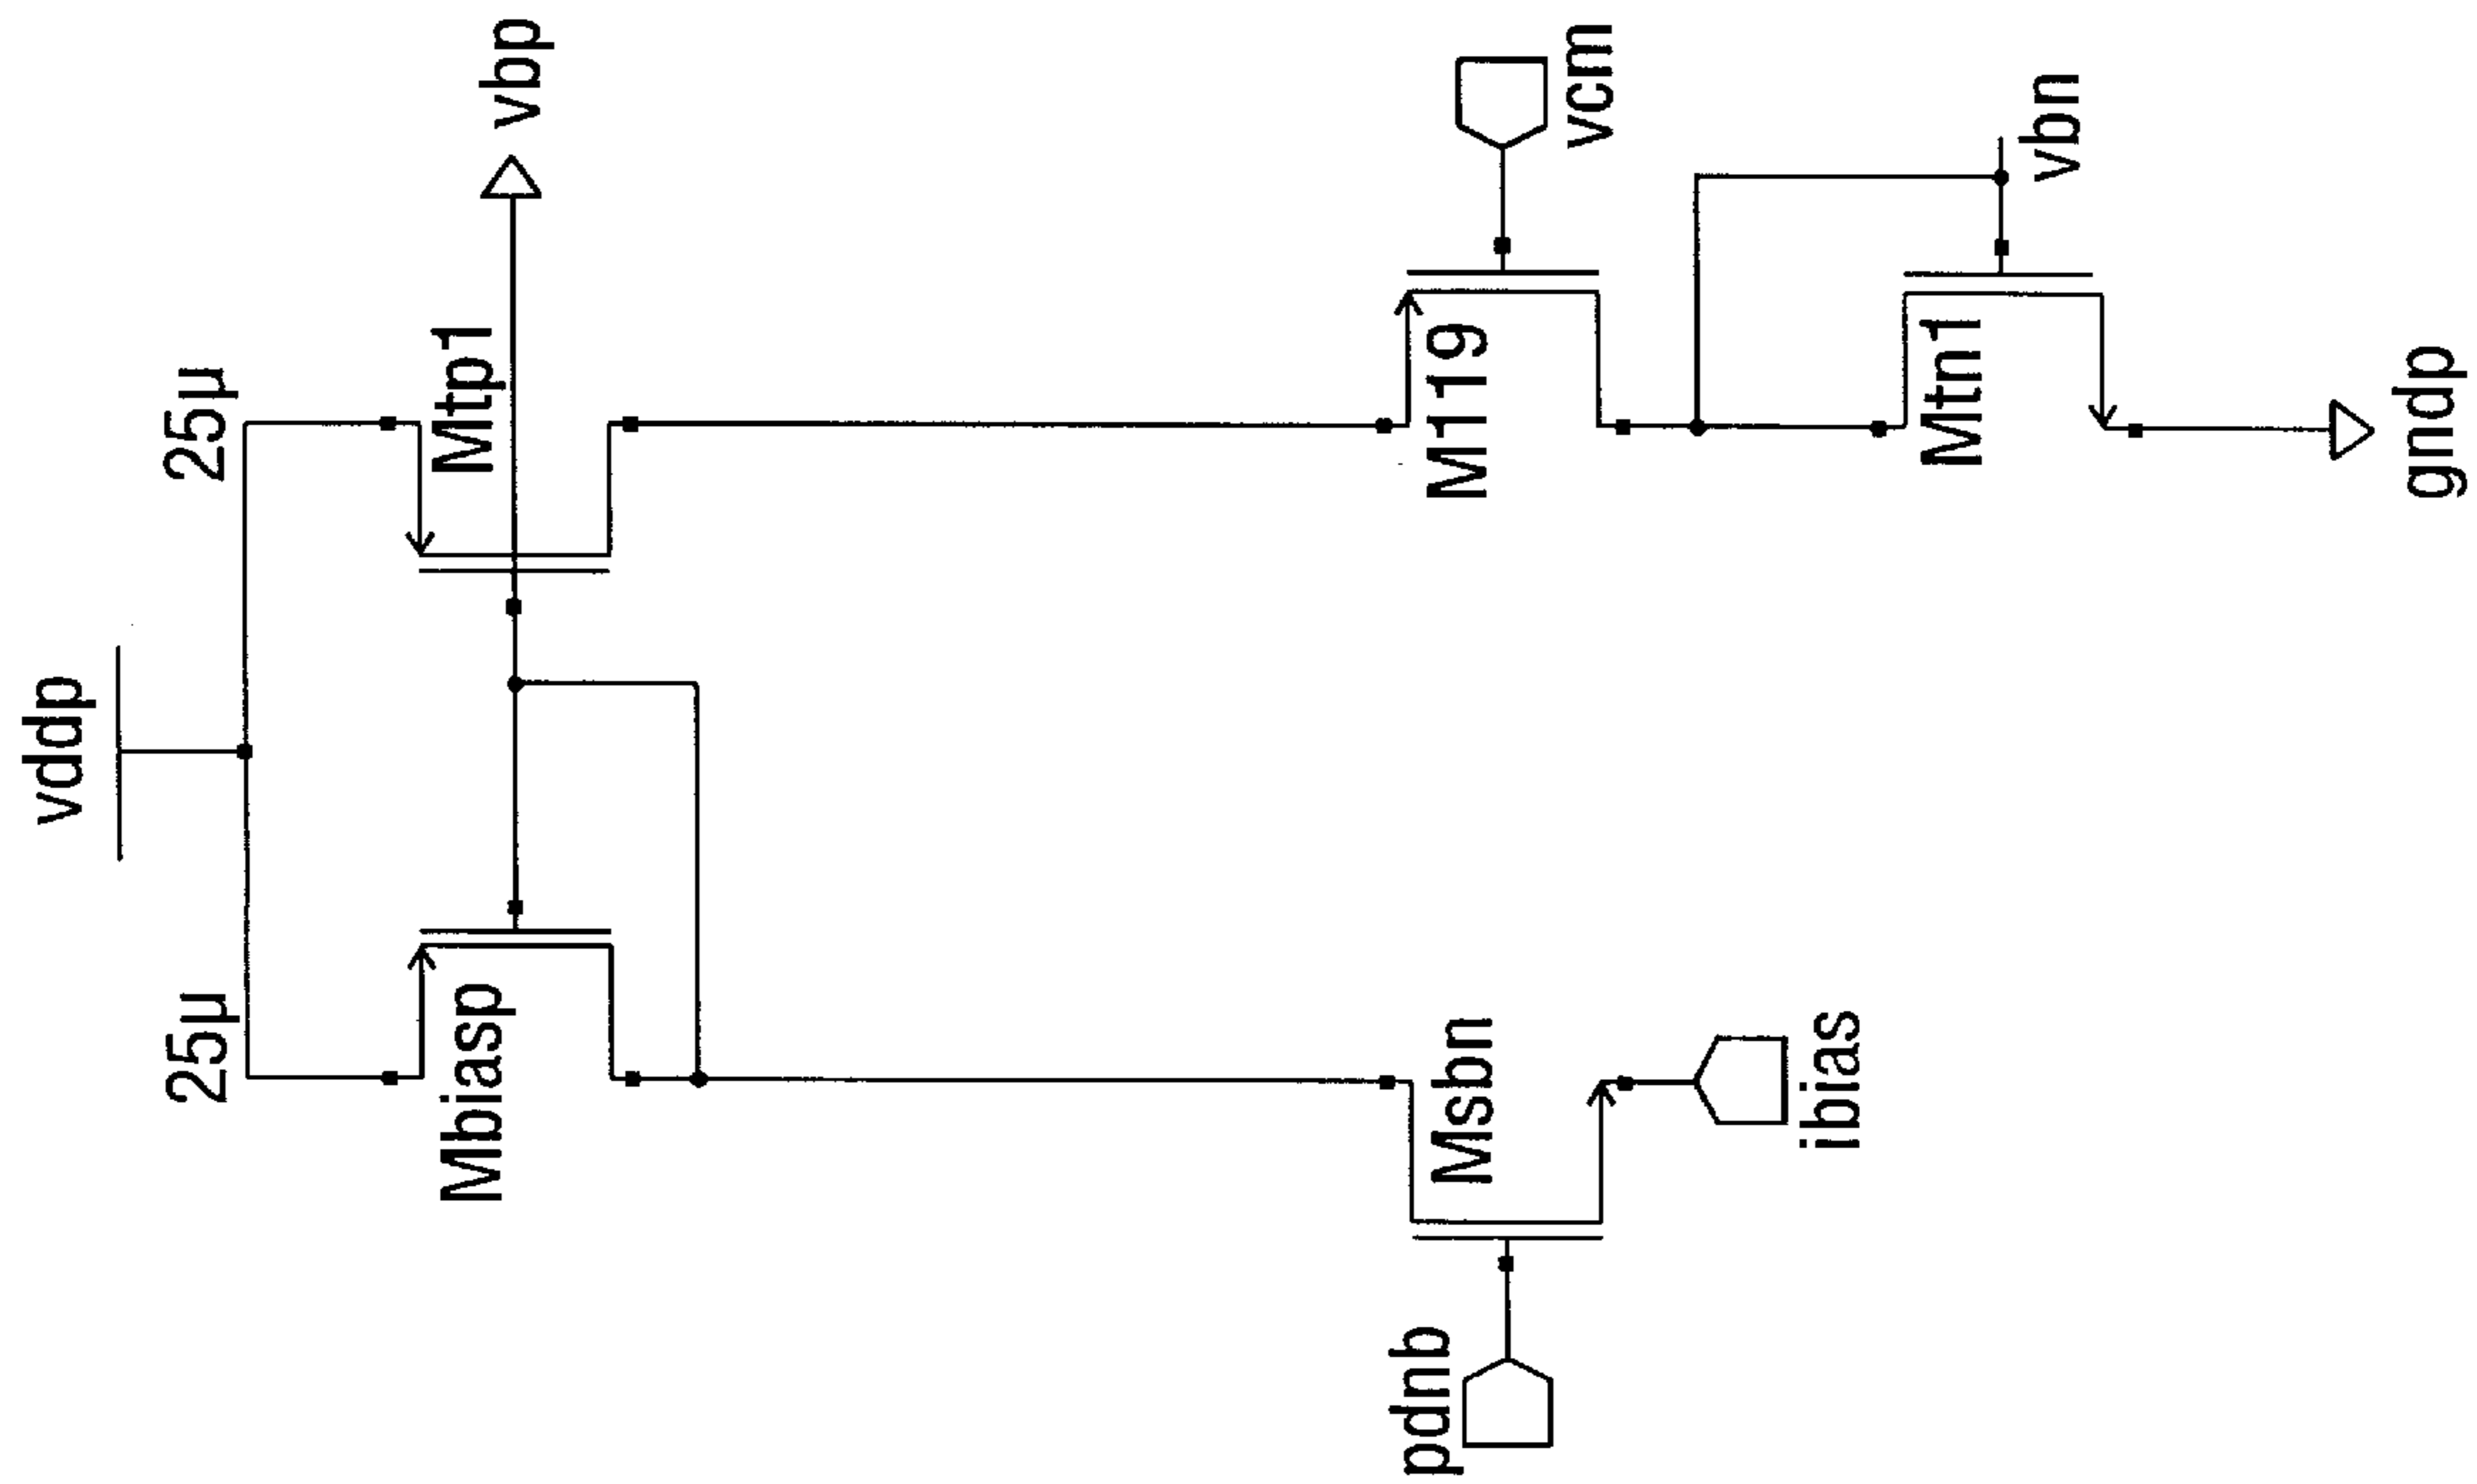 vddp
25µ
25µ
Mbiasp
Mtp1
vbp
pdnb
Msbn
M119
vcm
ibias
Mtn1
vbn
gndp